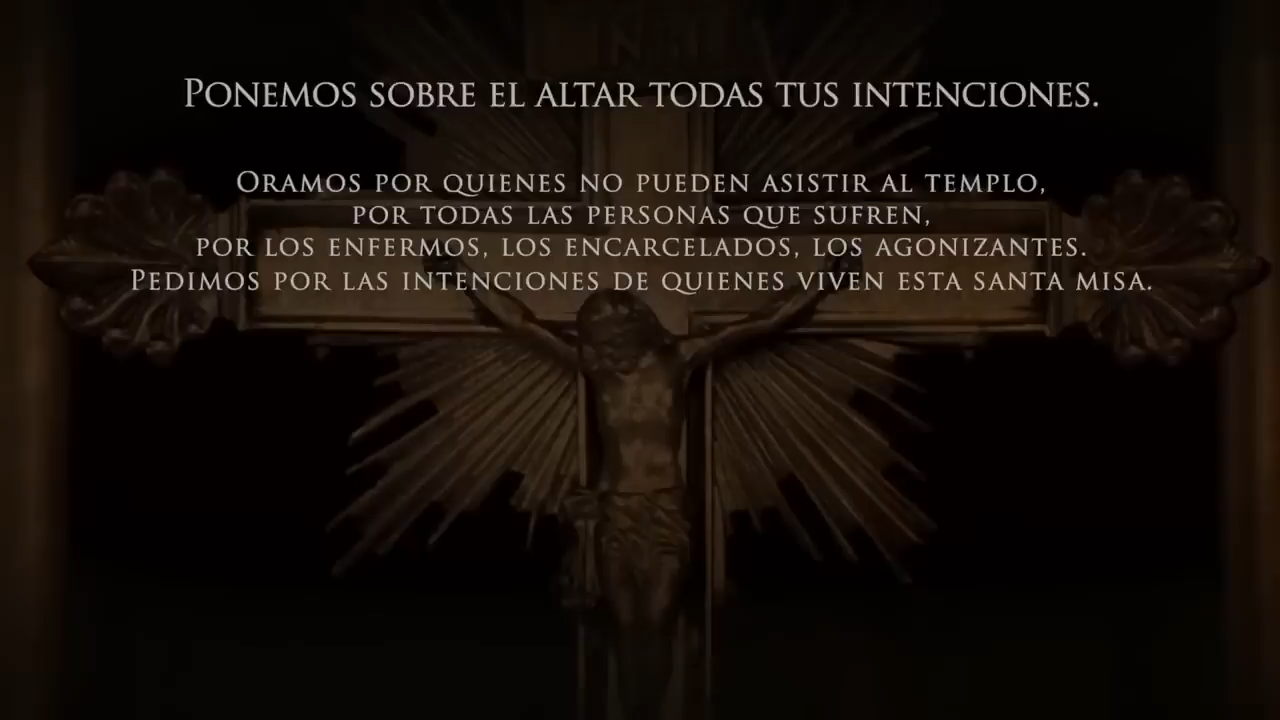 PONEMOS SOBRE EL ALTAR TODAS TUS INTENCIONES.
ORAMOS POR QUIENES NO PUEDEN ASISTIR AL TEMPLO,
POR TODAS LAS PERSONAS QUE SUFREN,
POR LOS ENFERMOS, LOS ENCARCELADOS, LOS AGONIZANTES.
PEDIMOS POR LAS INTENCIONES DE QUIENES VIVEN ESTA SANTA MISA.